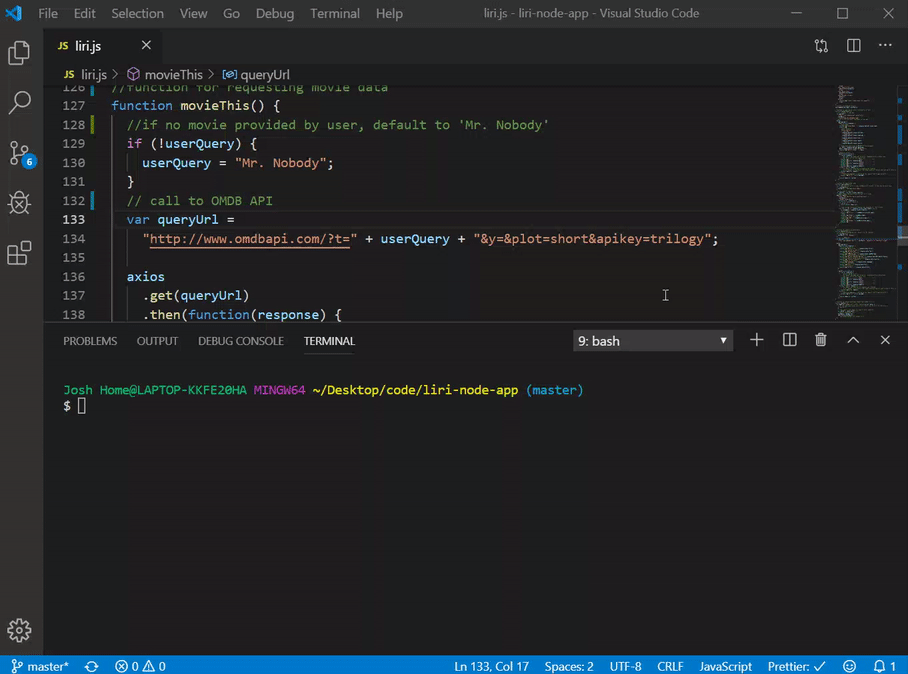 File Edit Selection View Go Debug Terminal Help liri.js - liri-node-app - Visual Studio Code
JS liri.js
JS liri.js > movieThis > queryUrl
126 //function for requesting movie data
127 function movieThis() {
128 //if no movie provided by user, default to 'Mr. Nobody'
129 if (!userQuery) {
130 userQuery = "Mr. Nobody";
131 }
132 // call to OMDB API
133 var queryUrl =
134 "http://www.omdbapi.com/?t=" + userQuery + "&y=&plot=short&apikey=trilogy";
135
136 axios
137 .get(queryUrl)
138 .then(function(response) {
6
PROBLEMS OUTPUT DEBUG CONSOLE TERMINAL 9: bash
Josh Home@LAPTOP-KKFE20HA MINGW64 ~/Desktop/code/liri-node-app (master)
$
master* 0 0 Ln 133, Col 17 Spaces: 2 UTF-8 CRLF JavaScript Prettier: ✓ 1